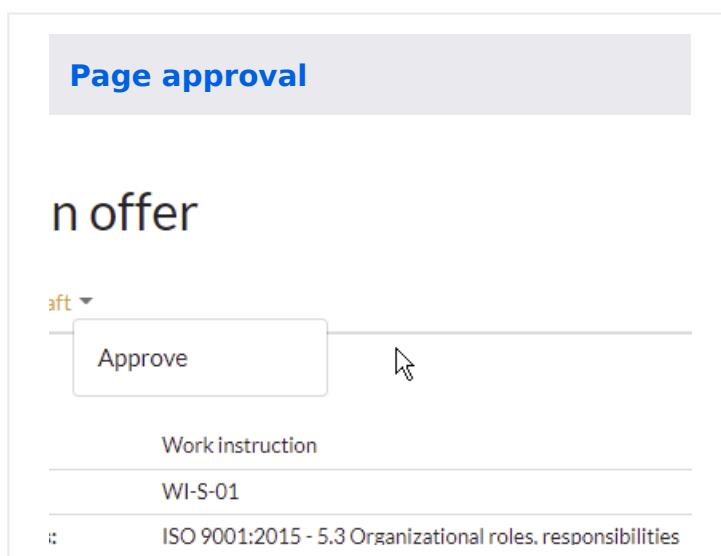 Page approval
n offer
aft
Approve
Work instruction
WI-S-01
s: ISO 9001:2015 - 5.3 Organizational roles, responsibilities